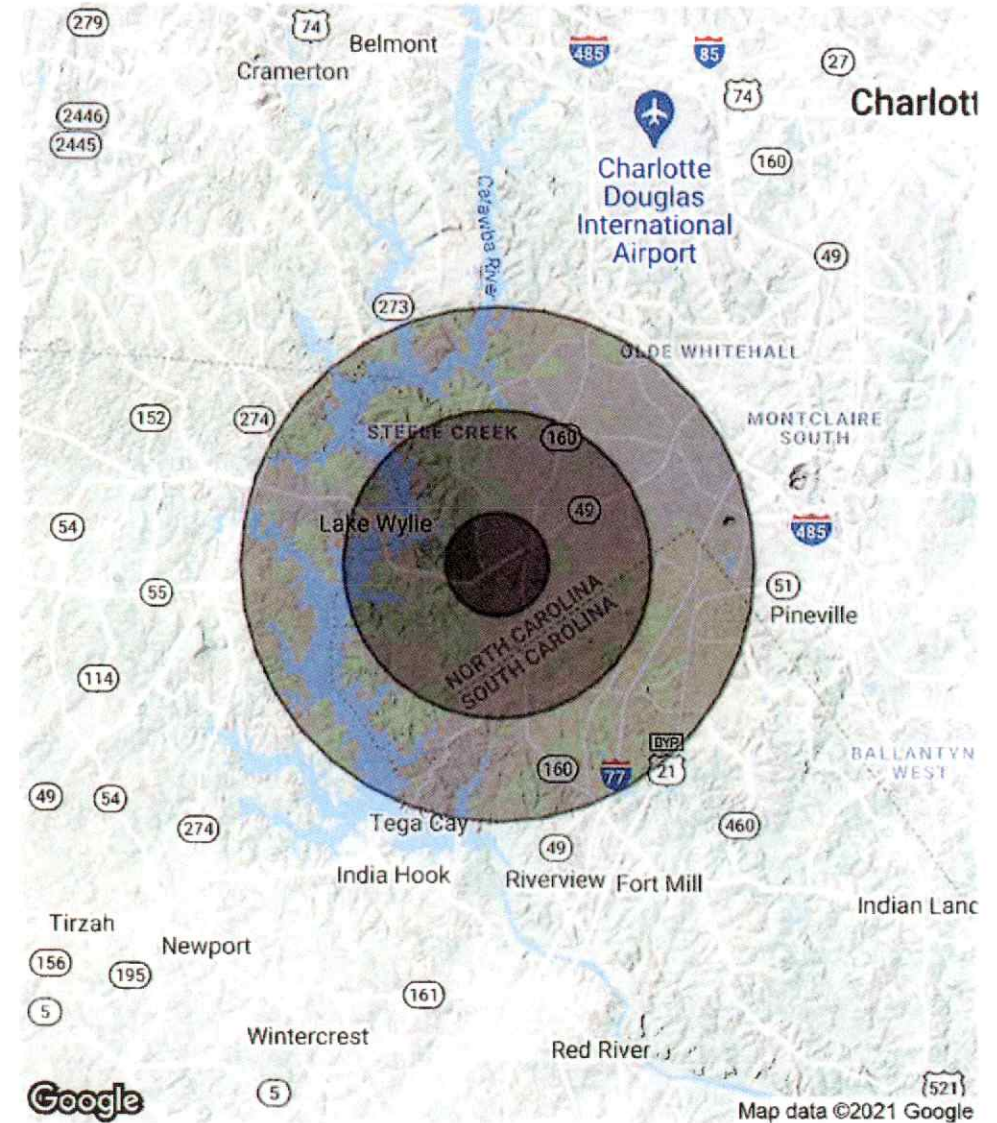 279
74
Belmont
485
85
27
Cramerton
74
Charlott
2446
2445
160
Charlotte
Douglas
International
Airport
Catawba River
49
273
OLDE WHITEHALL
152
274
STEELE CREEK
160
MONTCLAIRE
SOUTH
49
54
Lake Wylie
485
55
51
Pineville
NORTH CAROLINA
SOUTH CAROLINA
114
BYP
21
BALLANTYN
WEST
160
77
49
54
274
Tega Cay
460
49
India Hook
Riverview
Fort Mill
Indian Land
Tirzah
Newport
156
195
161
5
Wintercrest
Red River
5
521
Google
Map data ©2021 Google